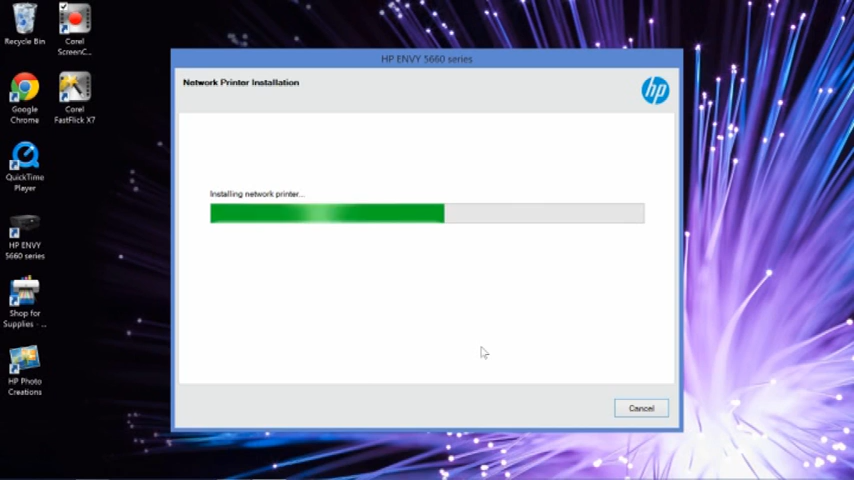 Recycle Bin
Corel
ScreenC...
Google
Chrome
Corel
FastFlick X7
QuickTime
Player
HP ENVY
5660 series
Shop for
Supplies - ...
HP Photo
Creations
HP ENVY 5660 series
Network Printer Installation
hp
Installing network printer...
Cancel